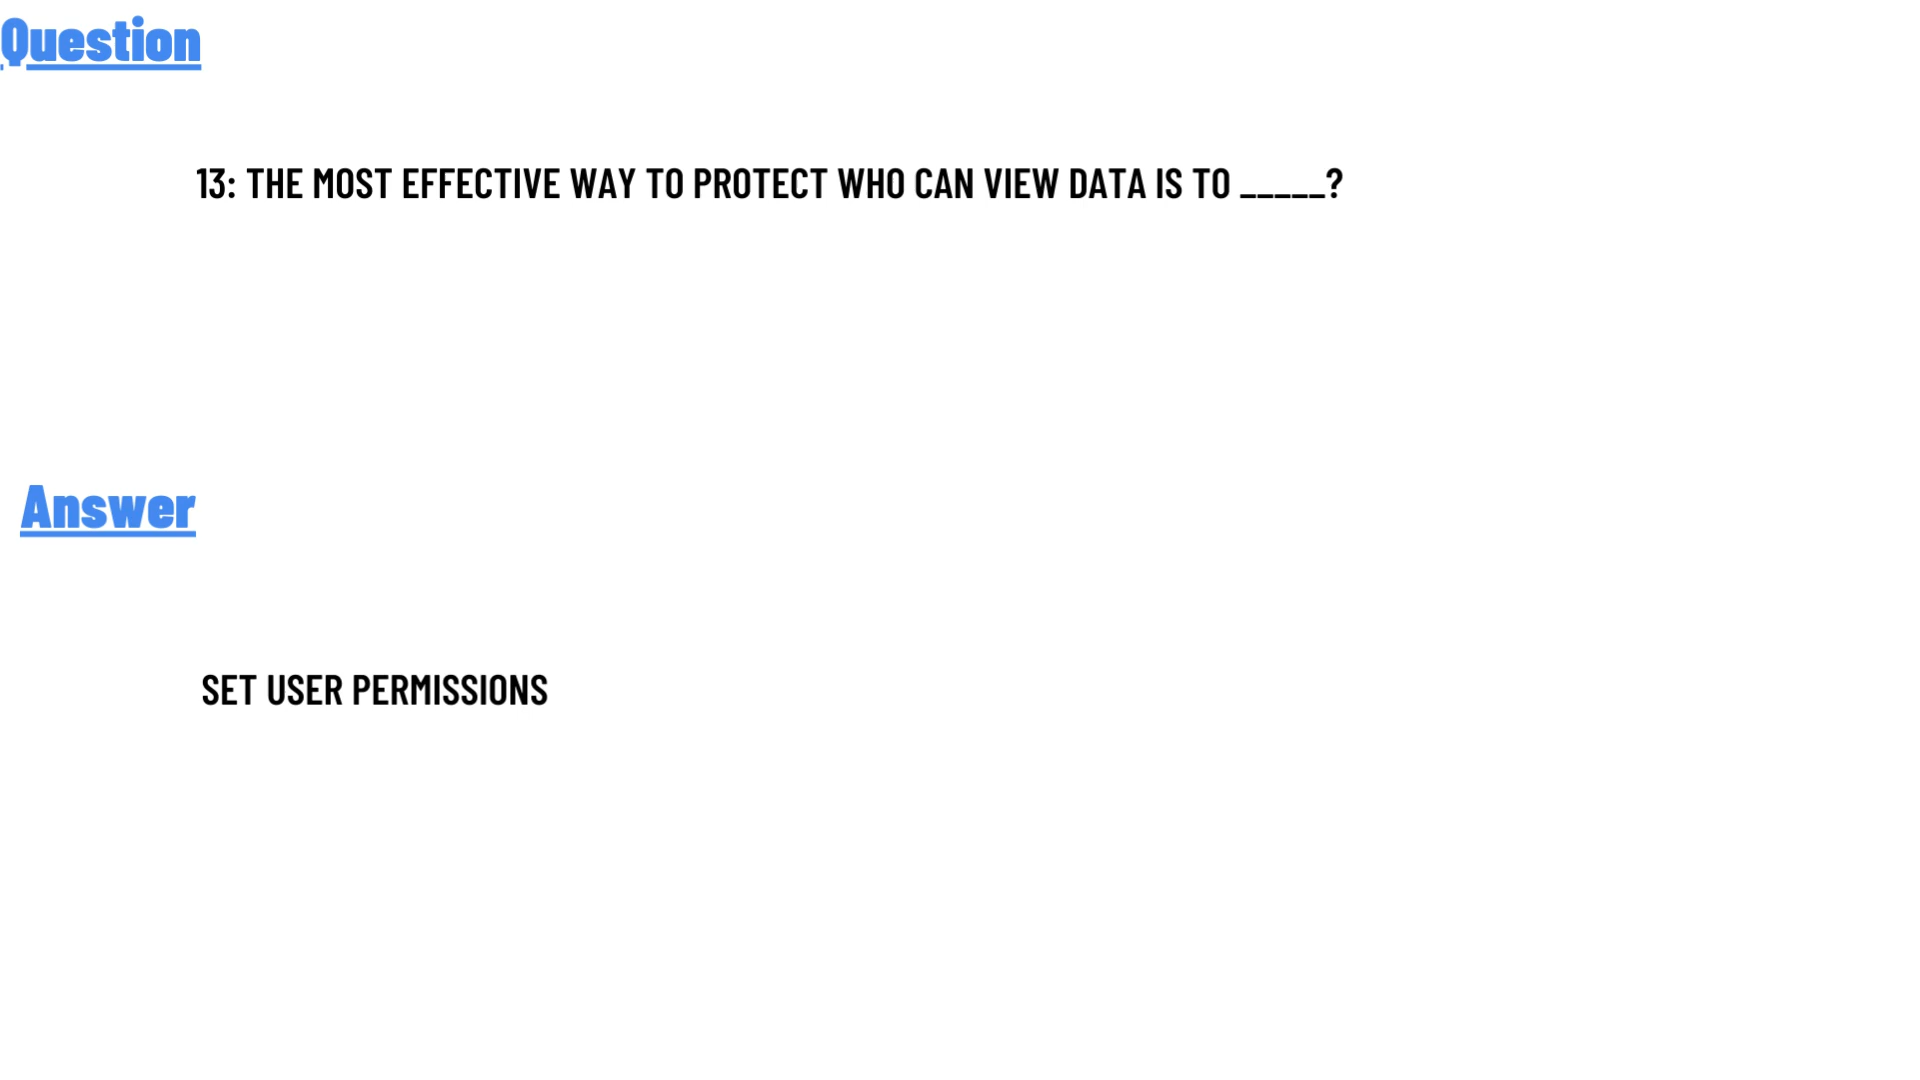 Question
13: THE MOST EFFECTIVE WAY TO PROTECT WHO CAN VIEW DATA IS TO _____?
Answer
SET USER PERMISSIONS